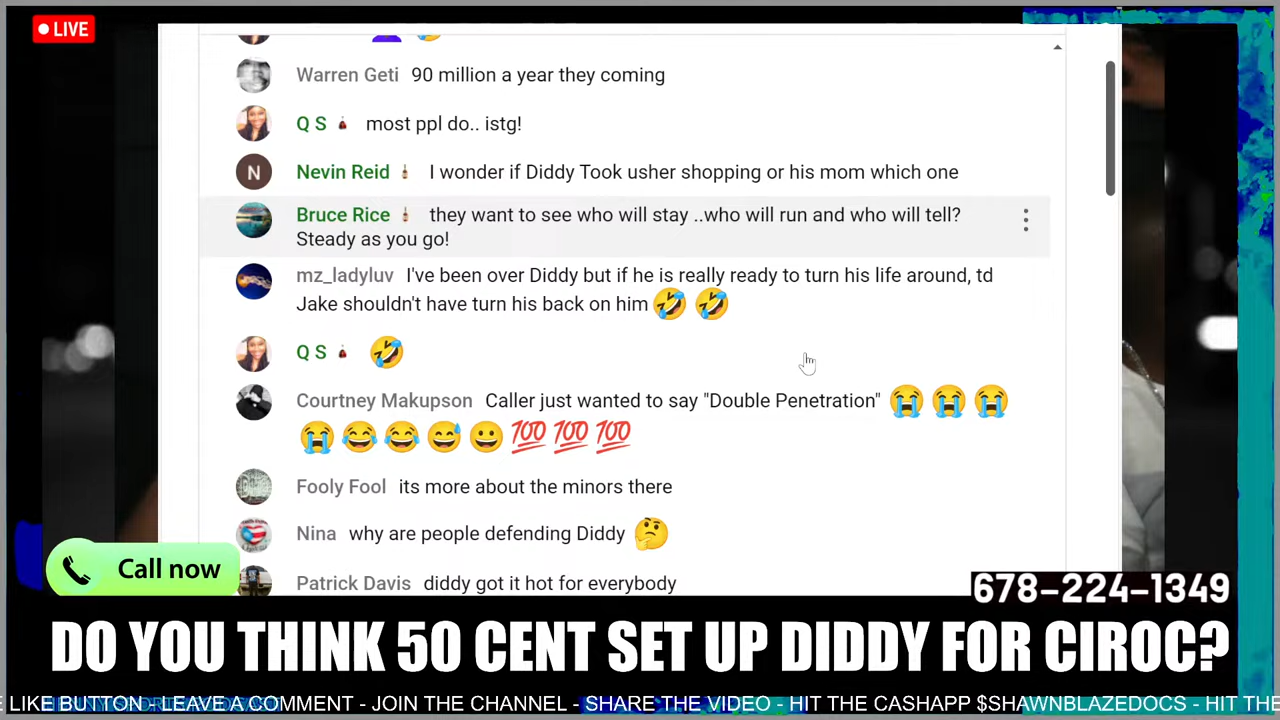 LIVE
Warren Geti 90 million a year they coming
Q S most ppl do.. istg!
N Nevin Reid I wonder if Diddy Took usher shopping or his mom which one
Bruce Rice they want to see who will stay ..who will run and who will tell?
Steady as you go!
mz_ladyluv I've been over Diddy but if he is really ready to turn his life around, td
Jake shouldn't have turn his back on him 🤣 🤣
Q S 🤣
Courtney Makupson Caller just wanted to say "Double Penetration" 😭 😭 😭
😭 😂 😂 😅 😀 💯 💯 💯
Fooly Fool its more about the minors there
Nina why are people defending Diddy 🤔
Call now
Patrick Davis diddy got it hot for everybody
678-224-1349
DO YOU THINK 50 CENT SET UP DIDDY FOR CIROC?
E LIKE BUTTON - LEAVE A COMMENT - JOIN THE CHANNEL - SHARE THE VIDEO - HIT THE CASHAPP $SHAWNBLAZEDOCS - HIT THE